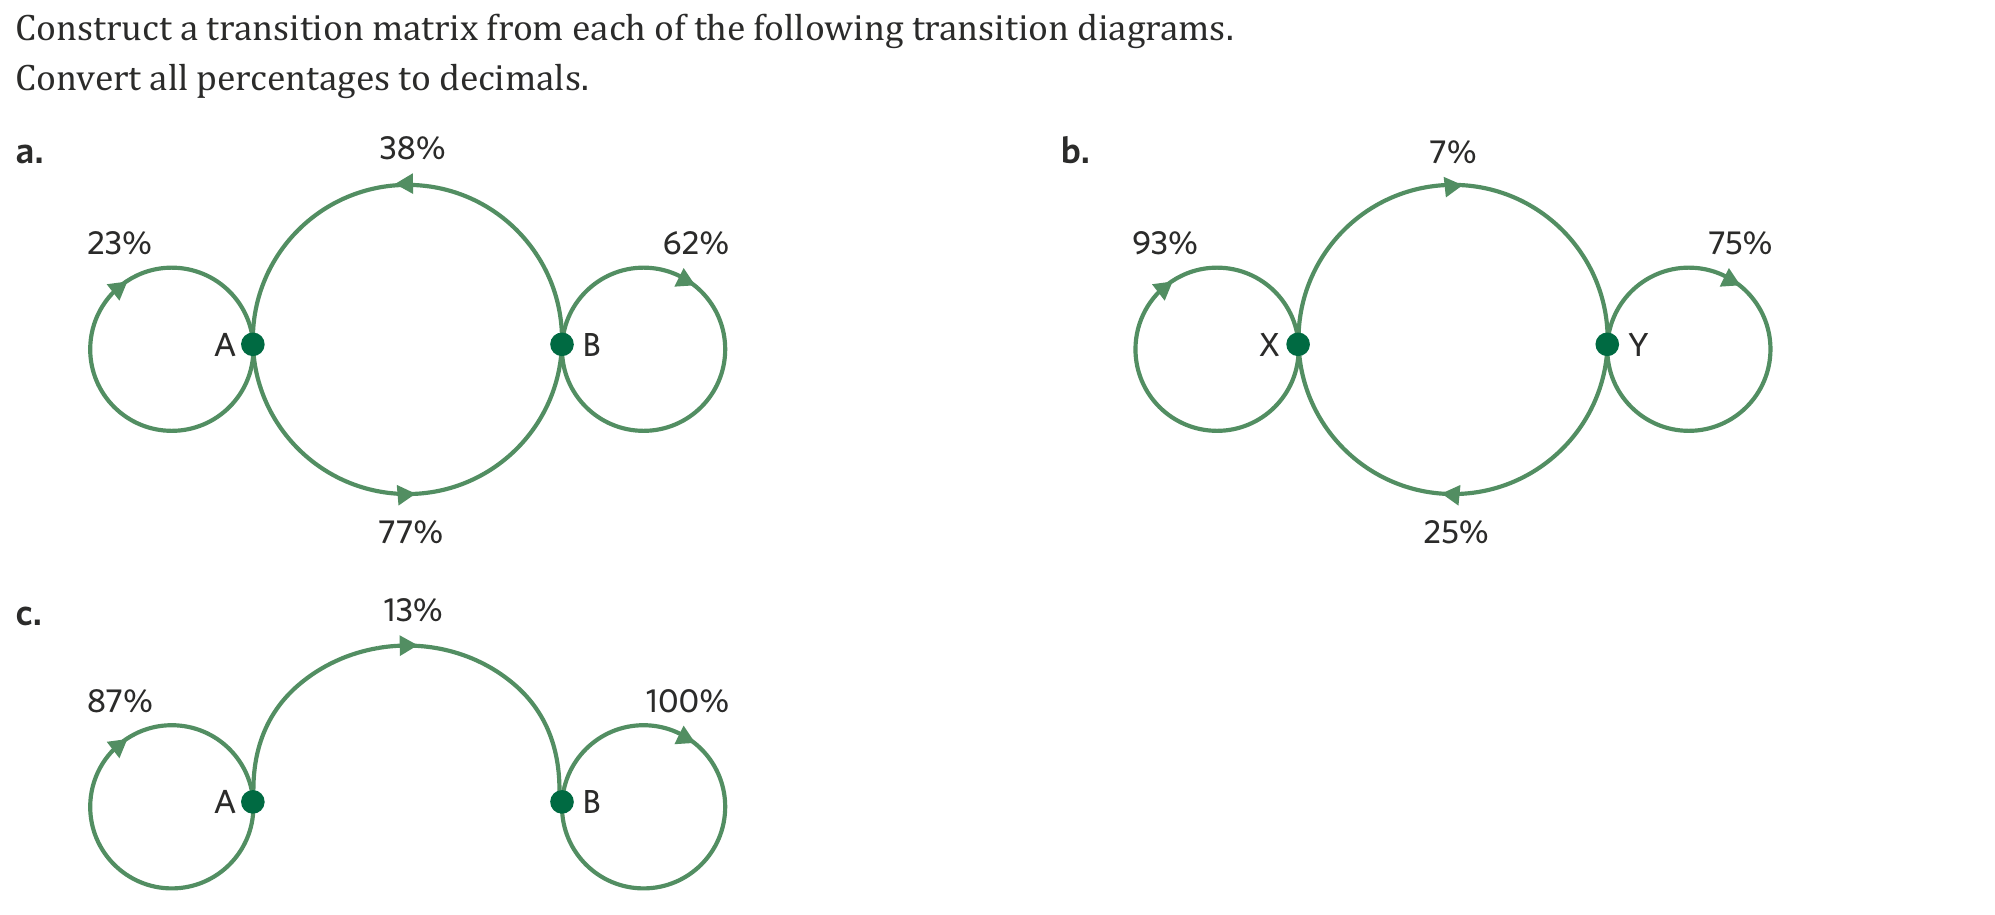 Construct a transition matrix from each of the following transition diagrams.
Convert all percentages to decimals.
a.
38%
23%
62%
A
B
77%
b.
7%
93%
75%
X
Y
25%
c.
13%
87%
100%
A
B